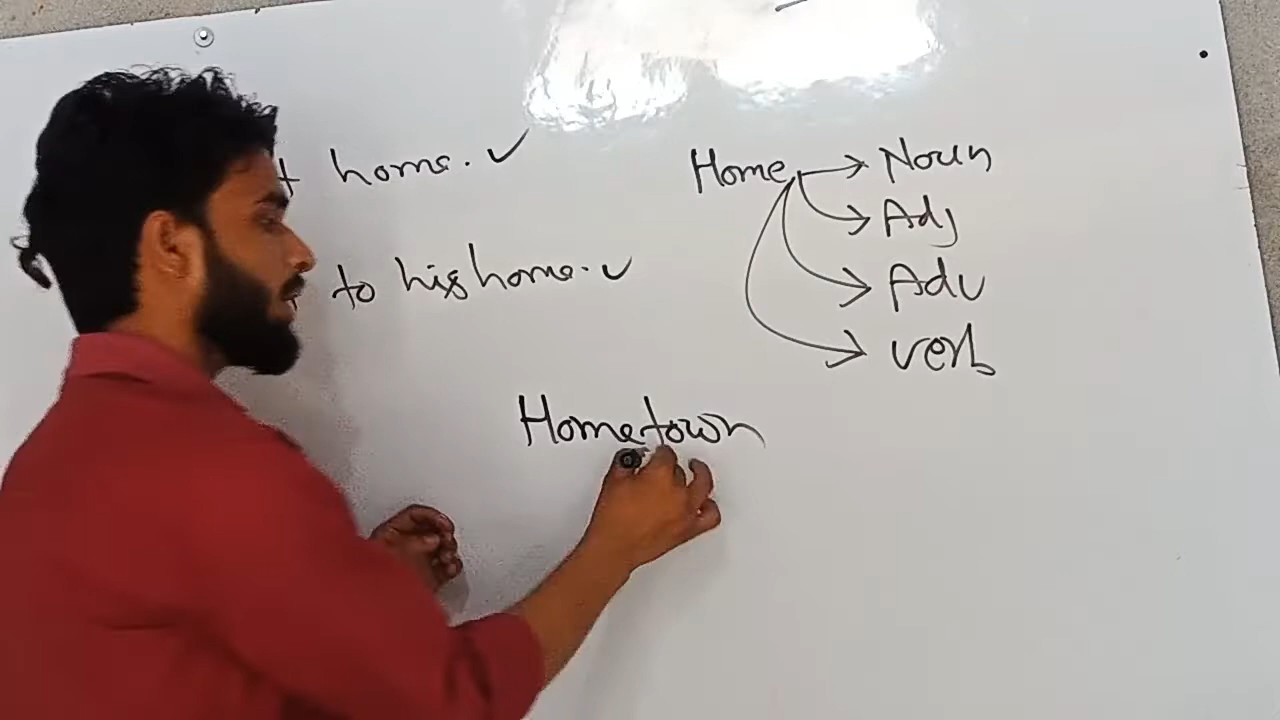 home. ✓
to his home. ✓
Home → Noun
→ Adj
→ Adv
→ verb
Hometown